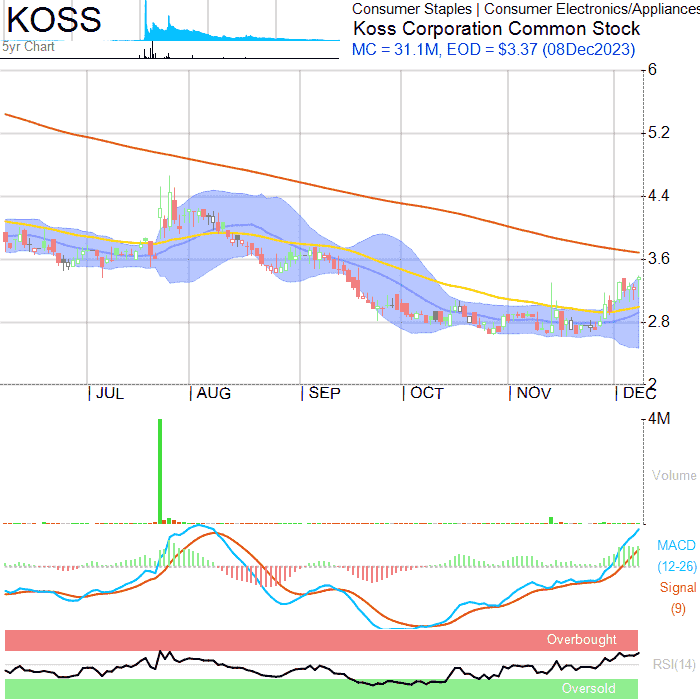 KOSS
5yr Chart
Consumer Staples | Consumer Electronics/Appliances
Koss Corporation Common Stock
MC = 31.1M, EOD = $3.37 (08Dec2023)
6
5.2
4.4
3.6
2.8
2
JUL AUG SEP OCT NOV DEC
4M
Volume
MACD
(12-26)
Signal
(9)
Overbought
RSI(14)
Oversold